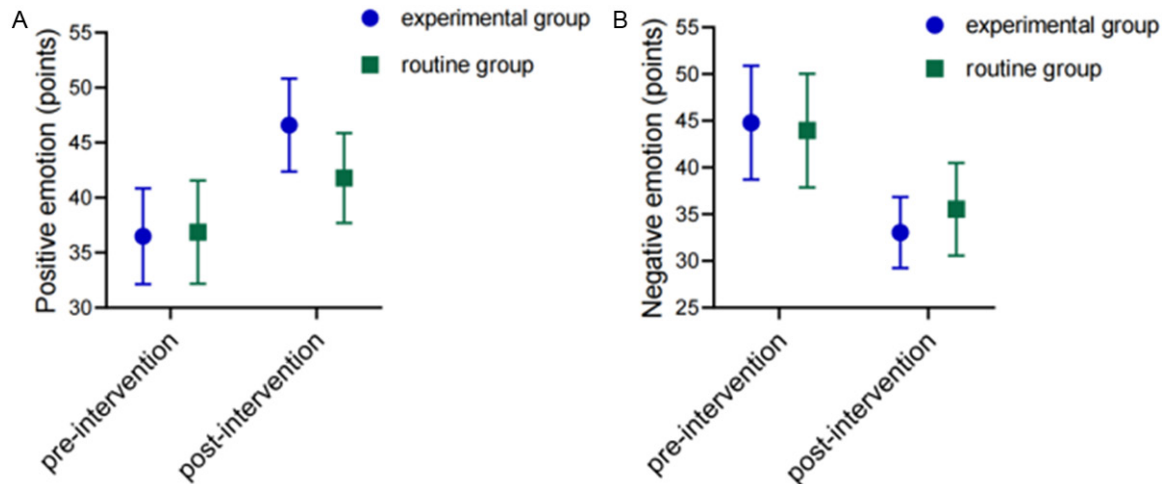 A
experimental group
routine group
Positive emotion (points)
55
50
45
40
35
30
pre-intervention
post-intervention
B
experimental group
routine group
Negative emotion (points)
55
50
45
40
35
30
25
pre-intervention
post-intervention